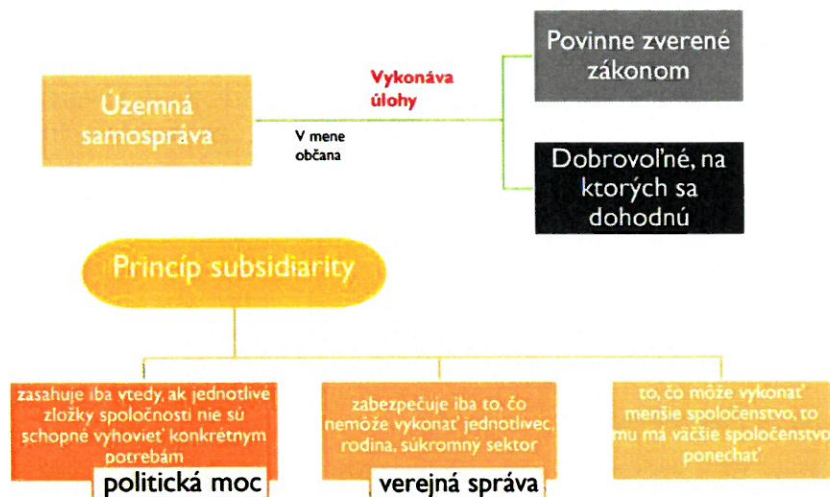 Povinne zverené
zákonom
Územná
samospráva
Vykonáva
úlohy
V mene
občana
Dobrovoľné, na
ktorých sa
dohodnú
Princíp subsidiarity
zasahuje iba vtedy, ak jednotlivé
zložky spoločnosti nie sú
schopné vyhovieť konkrétnym
potrebám
politická moc
zabezpečuje iba to, čo
nemôže vykonať jednotlivec,
rodina, súkromný sektor
verejná správa
to, čo môže vykonať
menšie spoločenstvo, to
mu má väčšie spoločenstvo
ponechať